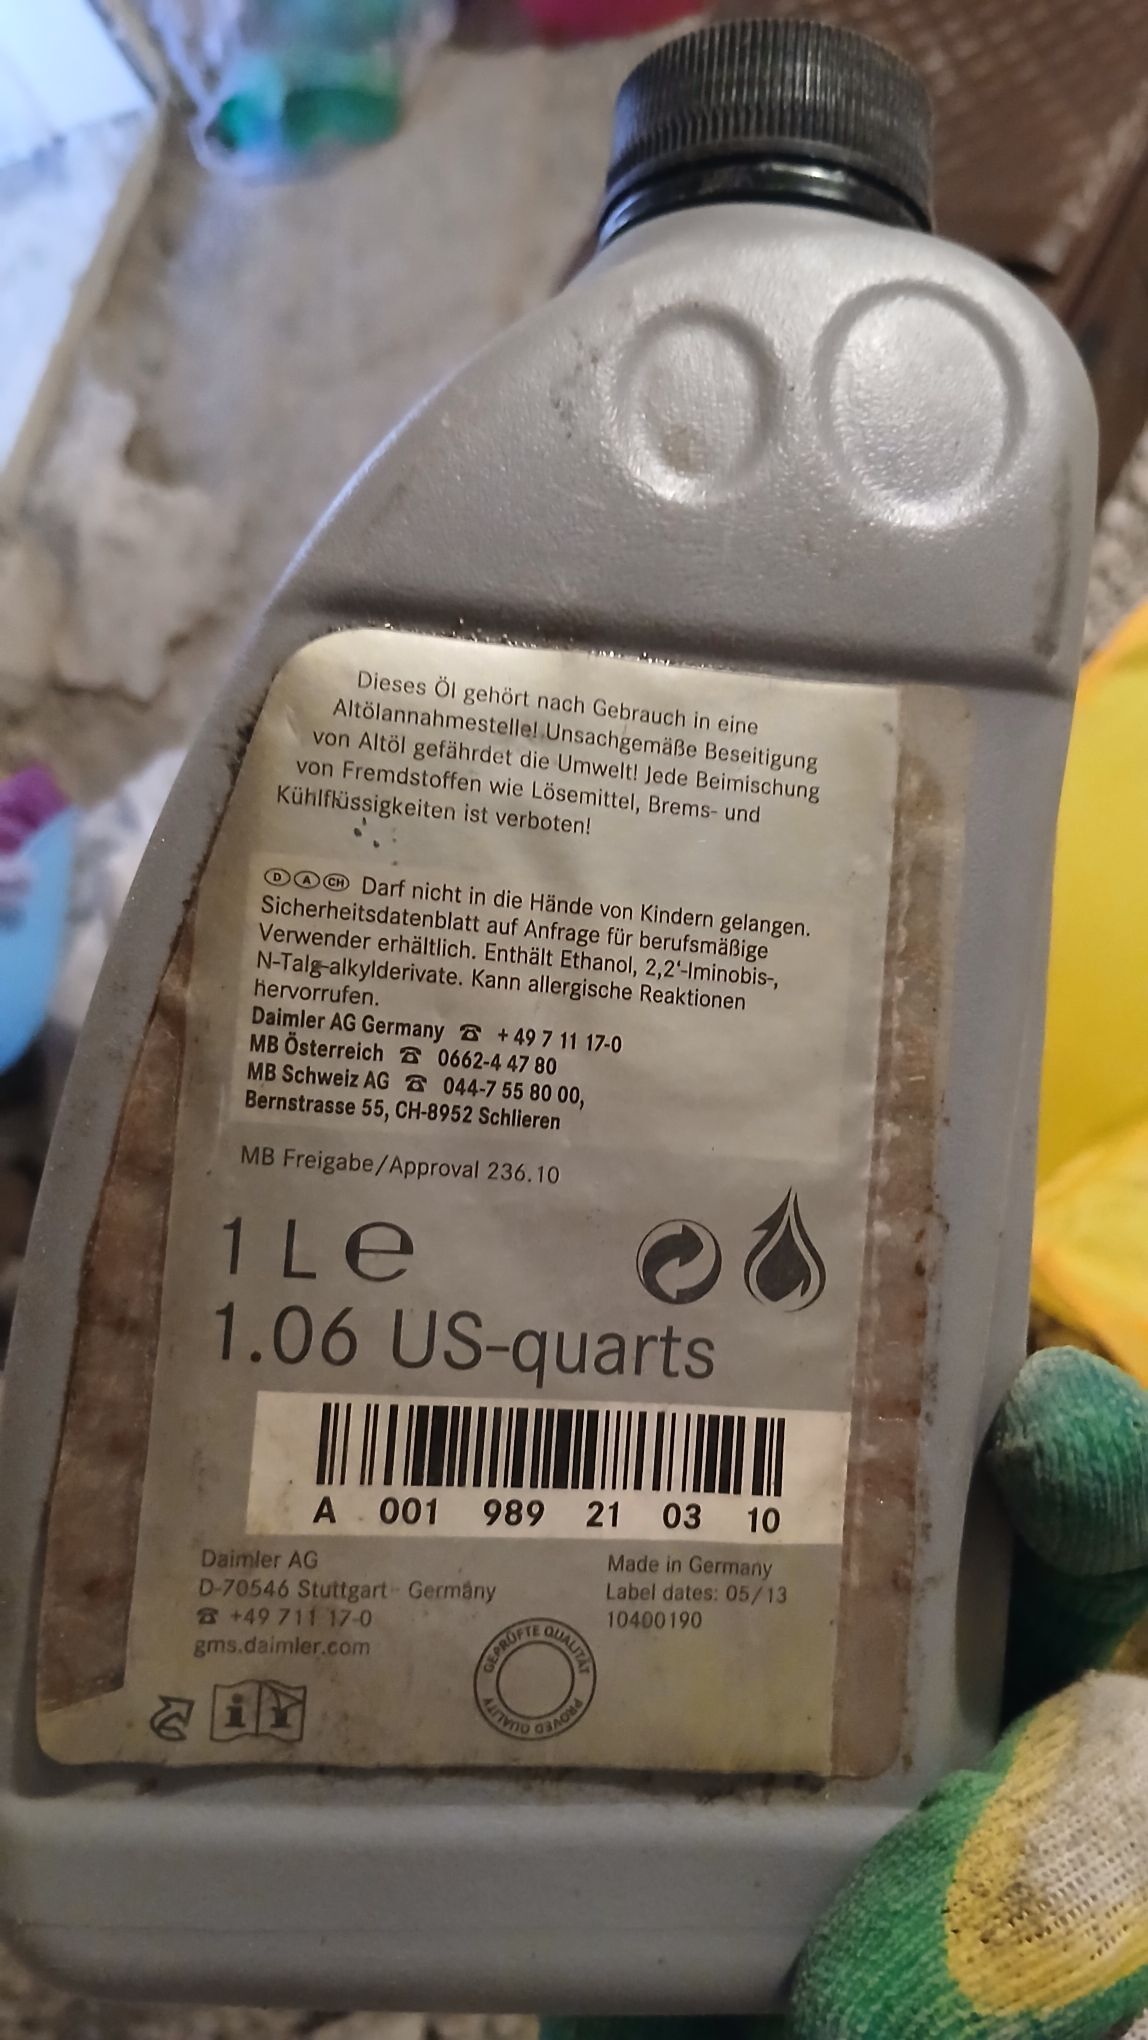 Dieses Öl gehört nach Gebrauch in eine
Altölannahmestelle! Unsachgemäße Beseitigung
von Altöl gefährdet die Umwelt! Jede Beimischung
von Fremdstoffen wie Lösemittel, Brems- und
Kühlflüssigkeiten ist verboten!
D A CH Darf nicht in die Hände von Kindern gelangen.
Sicherheitsdatenblatt auf Anfrage für berufsmäßige
Verwender erhältlich. Enthält Ethanol, 2,2'-Iminobis-,
N-Talg-alkylderivate. Kann allergische Reaktionen
hervorrufen.
Daimler AG Germany ☎ +49 7 11 17-0
MB Österreich ☎ 0662-4 47 80
MB Schweiz AG ☎ 044-7 55 80 00,
Bernstrasse 55, CH-8952 Schlieren
MB Freigabe/Approval 236.10
1 L e
1.06 US-quarts
A 001 989 21 03 10
Daimler AG
D-70546 Stuttgart - Germany
☎ +49 711 17-0
gms.daimler.com
Made in Germany
Label dates: 05/13
10400190
GEPRÜFTE QUALITÄT
PROVED QUALITY